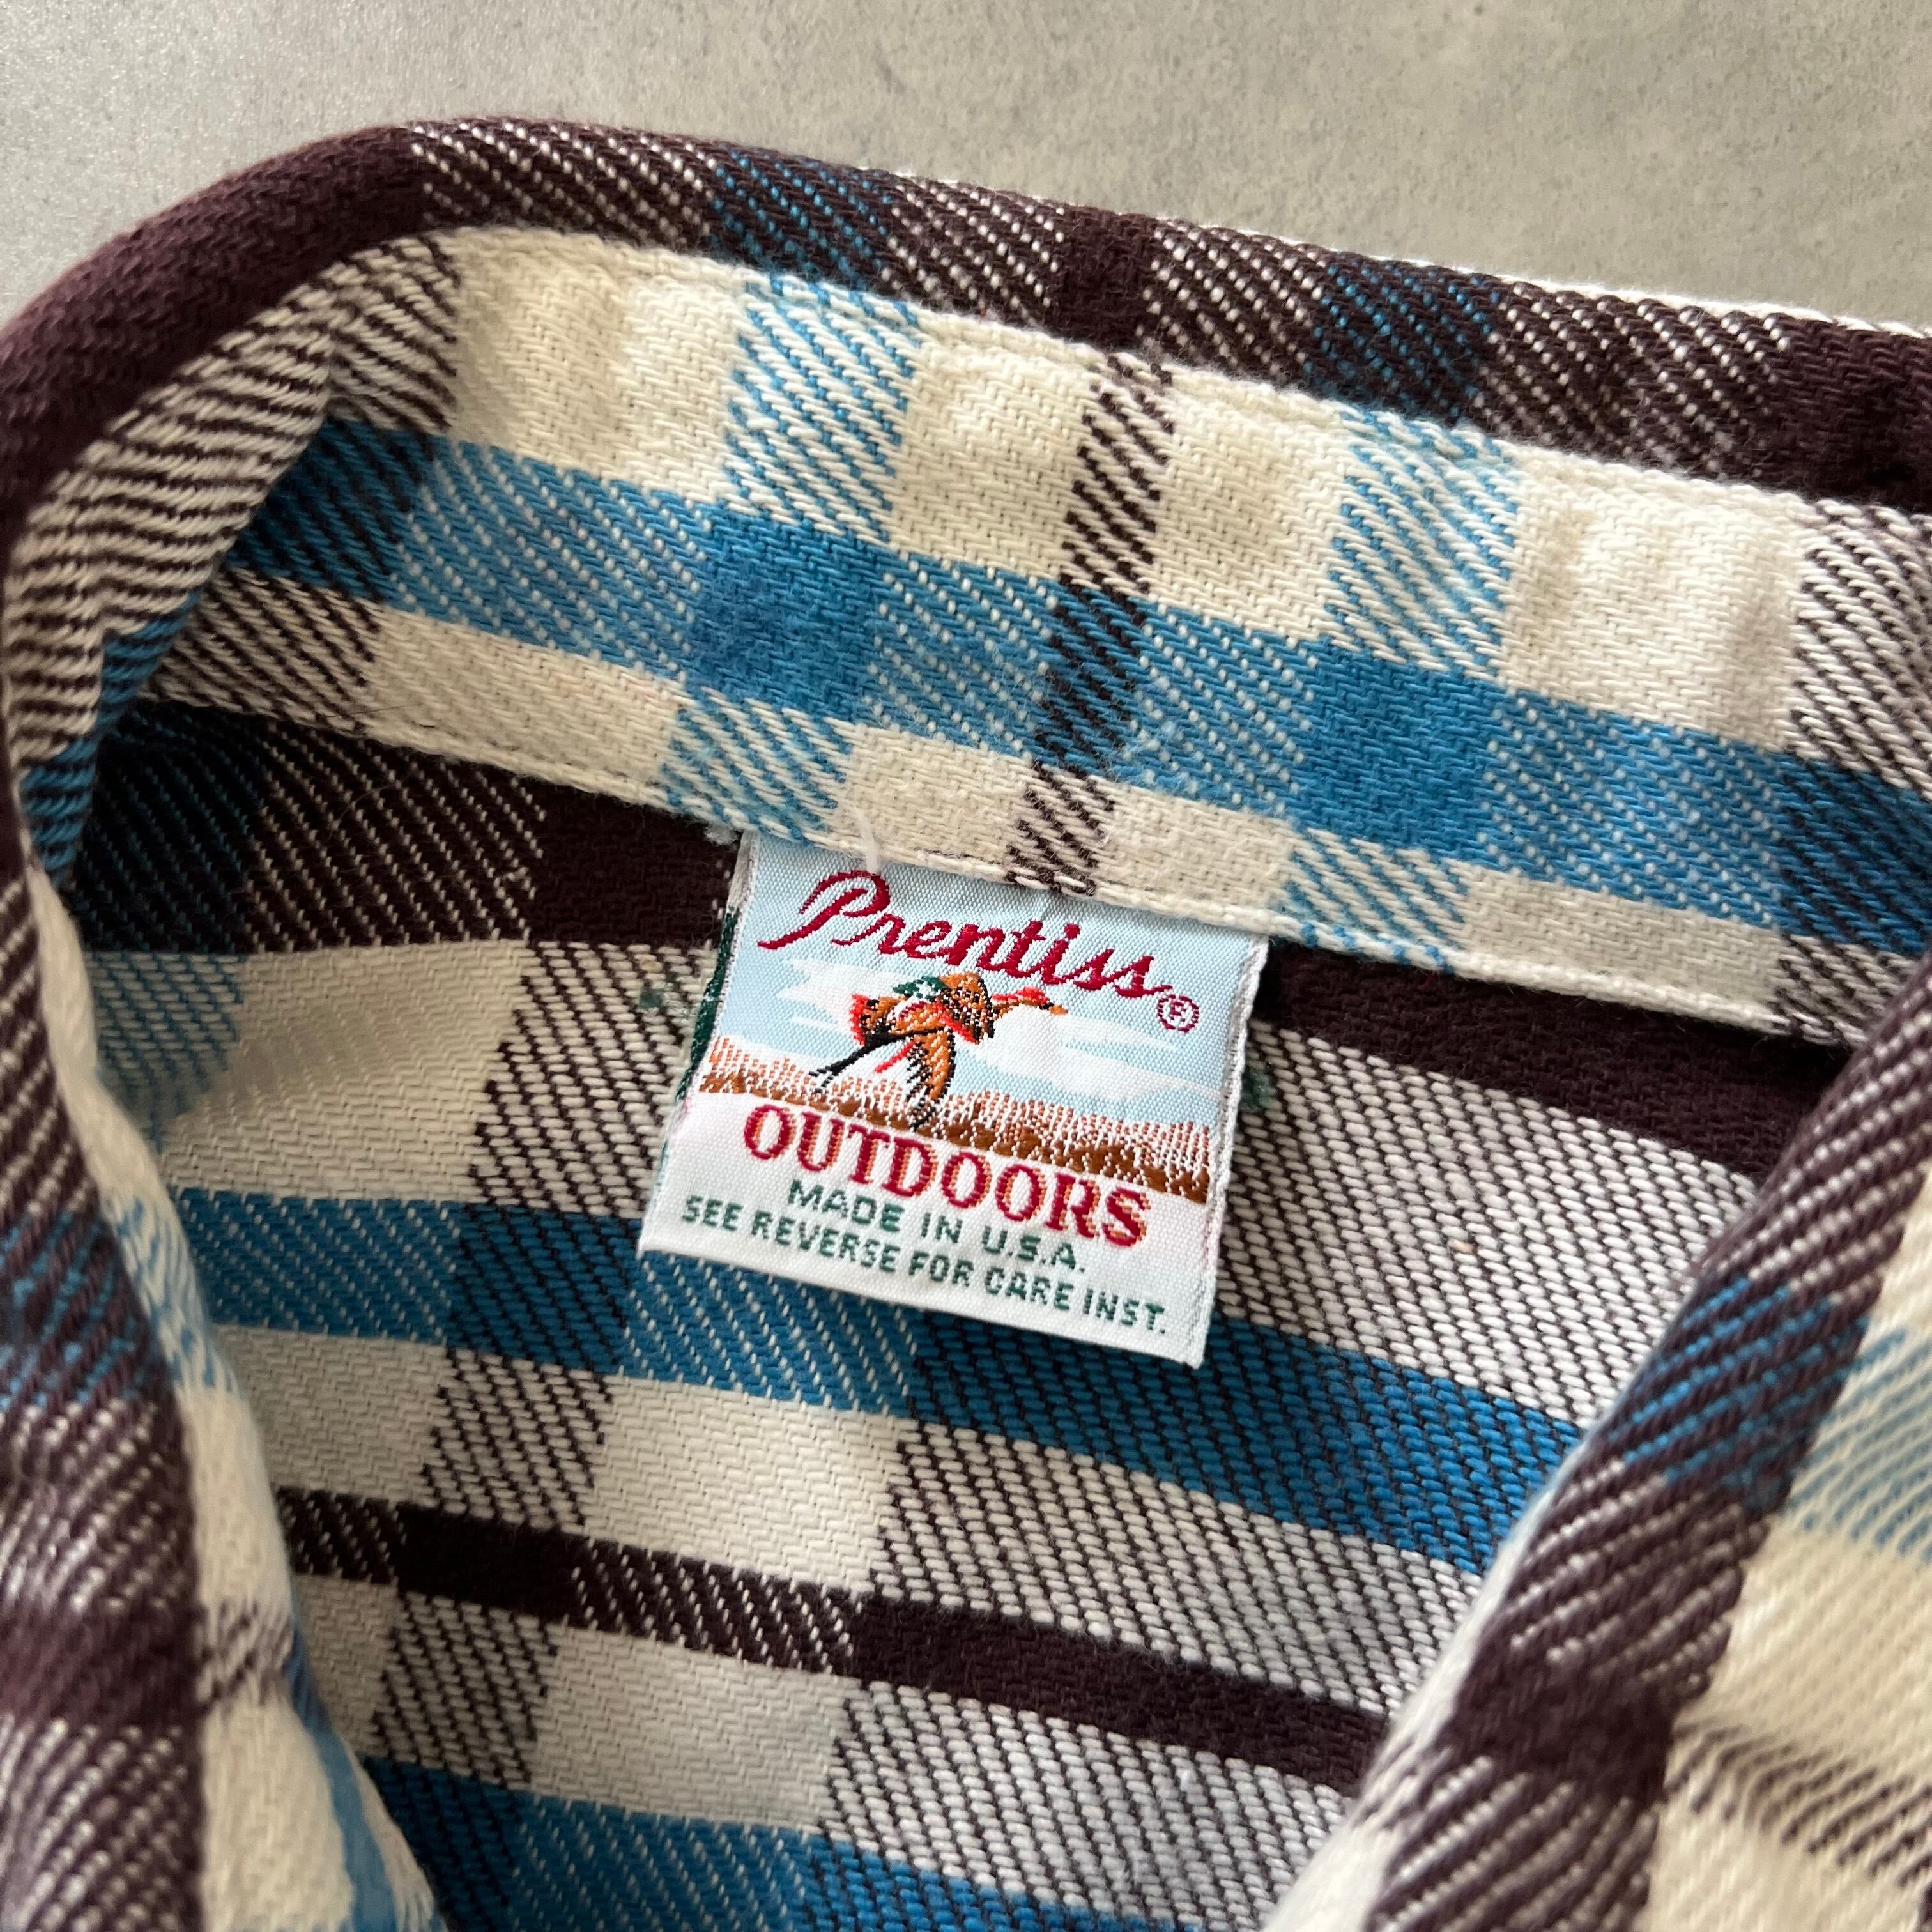 Prentiss®
OUTDOORS
MADE IN U.S.A.
SEE REVERSE FOR CARE INST.